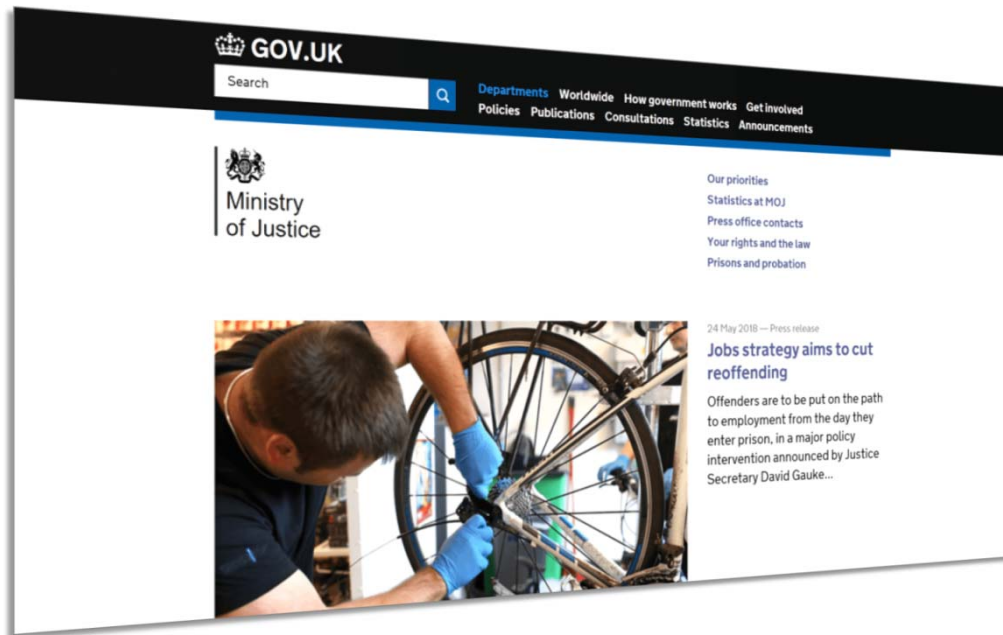 GOV.UK
Search
Departments Worldwide How government works Get involved
Policies Publications Consultations Statistics Announcements
Ministry
of Justice
Our priorities
Statistics at MOJ
Press office contacts
Your rights and the law
Prisons and probation
24 May 2018 — Press release
Jobs strategy aims to cut
reoffending
Offenders are to be put on the path
to employment from the day they
enter prison, in a major policy
intervention announced by Justice
Secretary David Gauke...